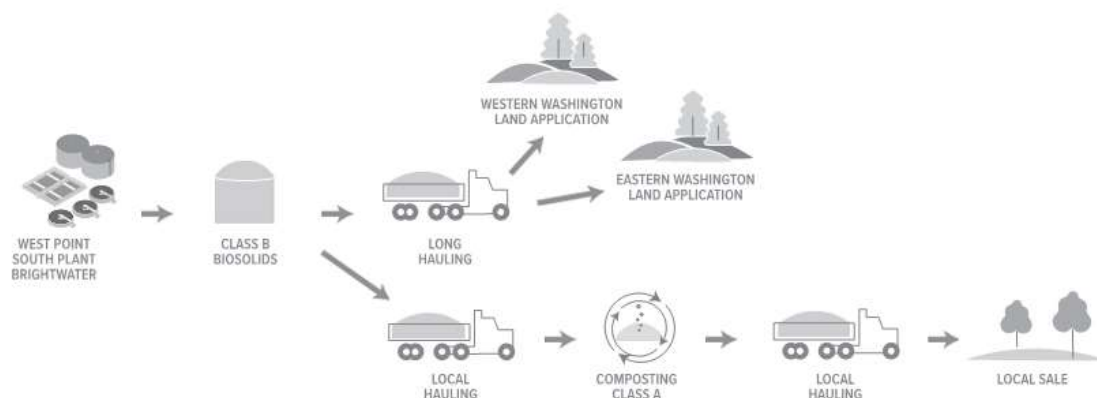 WESTERN WASHINGTON
LAND APPLICATION
EASTERN WASHINGTON
LAND APPLICATION
WEST POINT
SOUTH PLANT
BRIGHTWATER
CLASS B
BIOSOLIDS
LONG
HAULING
LOCAL
HAULING
COMPOSTING
CLASS A
LOCAL
HAULING
LOCAL SALE